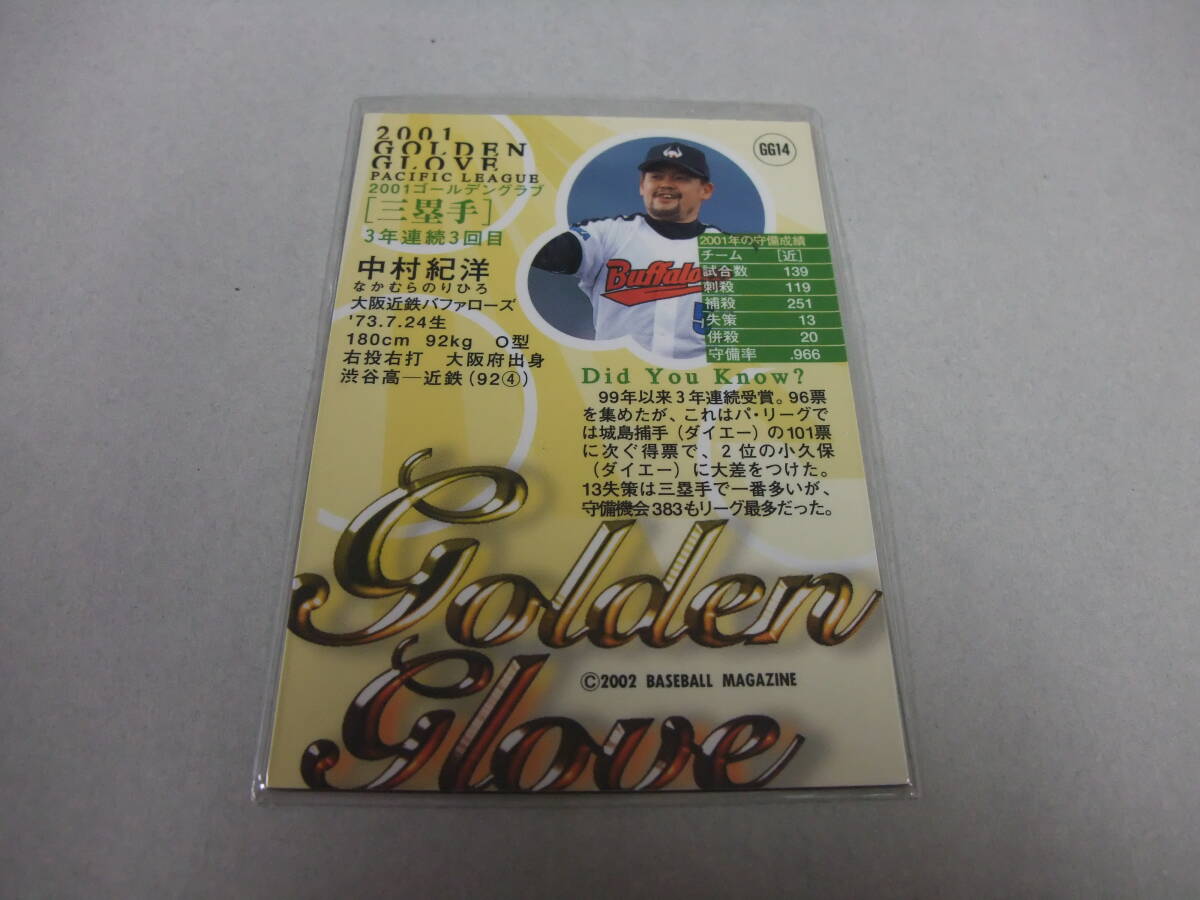 2001
GOLDEN
GLOVE
PACIFIC LEAGUE
2001ゴールデングラブ
[三塁手]
3年連続3回目
中村紀洋
なかむらのりひろ
大阪近鉄バファローズ
'73.7.24生
180cm 92kg O型
右投右打 大阪府出身
渋谷高―近鉄(92④)
GG14
Buffalo
5
2001年の守備成績
チーム [近]
試合数 139
刺殺 119
補殺 251
失策 13
併殺 20
守備率 .966
Did You Know?
99年以来3年連続受賞。96票
を集めたが、これはパ・リーグで
は城島捕手(ダイエー)の101票
に次ぐ得票で、2位の小久保
(ダイエー)に大差をつけた。
13失策は三塁手で一番多いが、
守備機会383もリーグ最多だった。
Golden
Glove
©2002 BASEBALL MAGAZINE